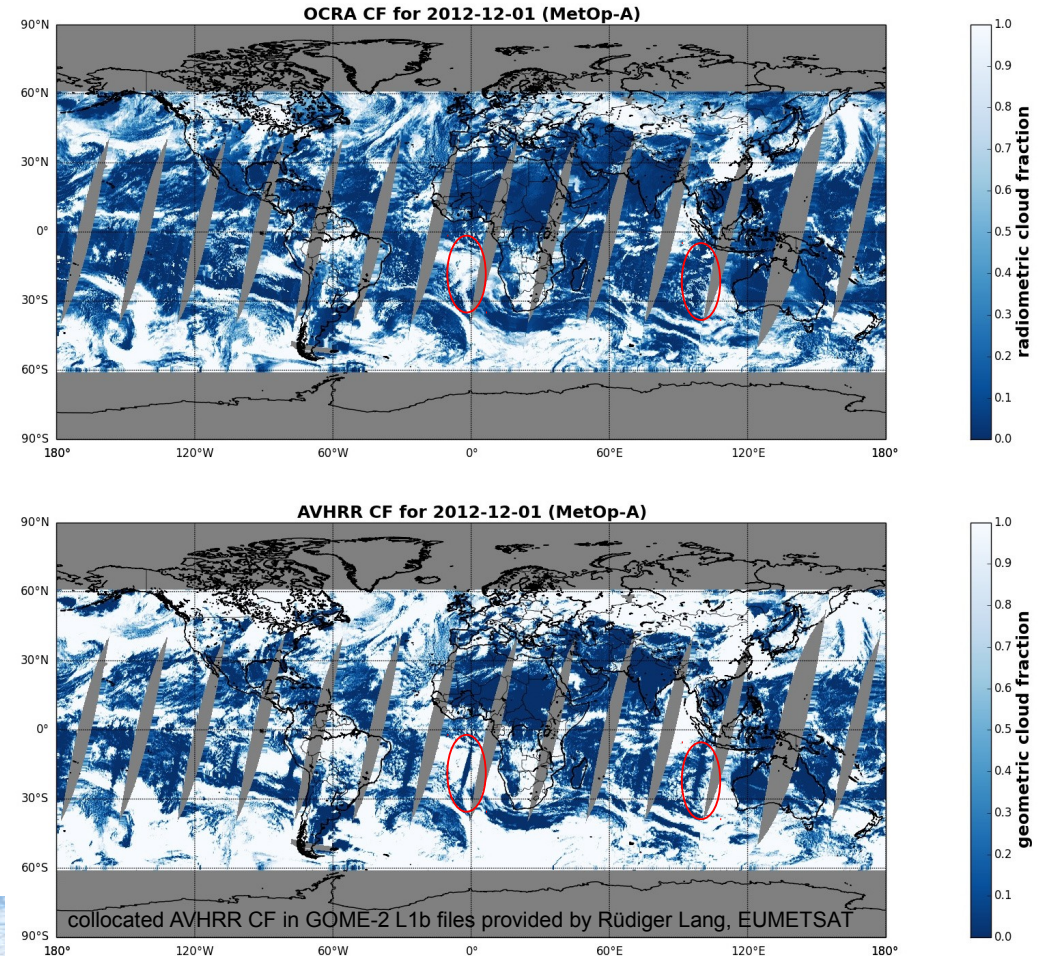 OCRA CF for 2012-12-01 (MetOp-A)
90°N
60°N
30°N
0°
30°S
60°S
90°S
180°
120°W
60°W
0°
60°E
120°E
180°
1.0
0.9
0.8
0.7
0.6
0.5
0.4
0.3
0.2
0.1
0.0
radiometric cloud fraction
AVHRR CF for 2012-12-01 (MetOp-A)
90°N
60°N
30°N
0°
30°S
60°S
90°S
collocated AVHRR CF in GOME-2 L1b files provided by Rüdiger Lang, EUMETSAT
180°
120°W
60°W
0°
60°E
120°E
180°
1.0
0.9
0.8
0.7
0.6
0.5
0.4
0.3
0.2
0.1
0.0
geometric cloud fraction